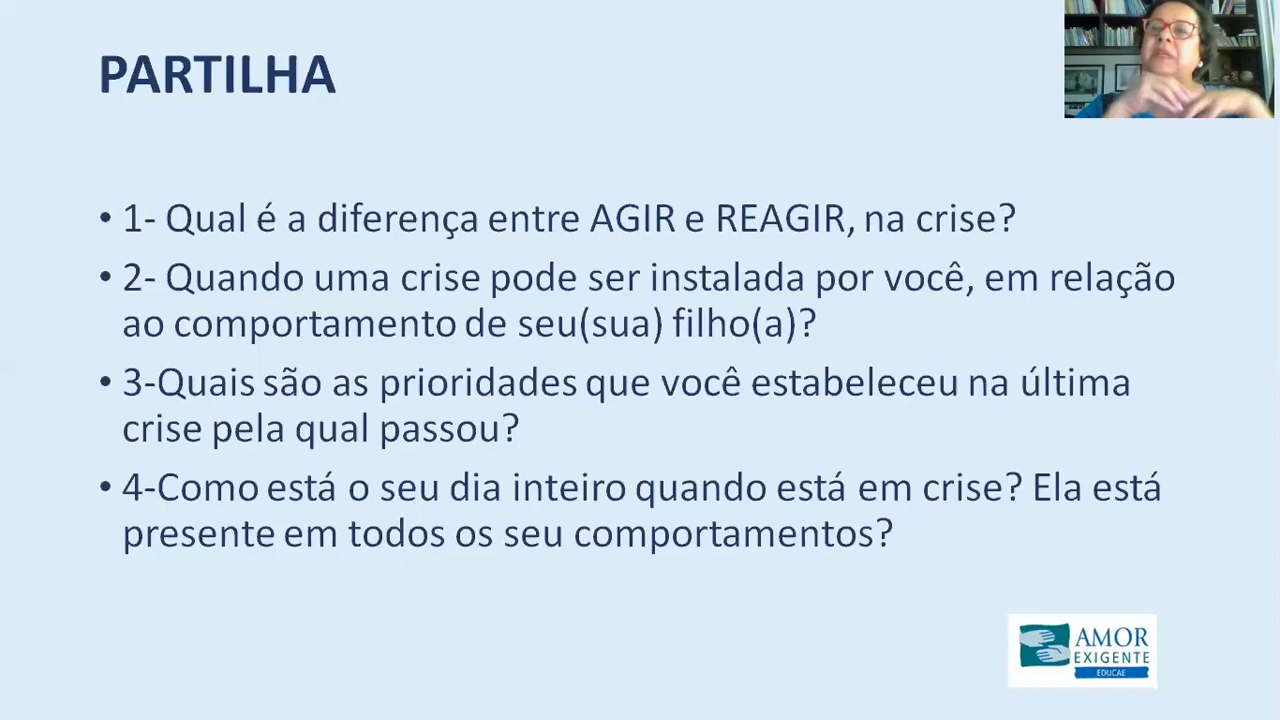 PARTILHA
• 1- Qual é a diferença entre AGIR e REAGIR, na crise?
• 2- Quando uma crise pode ser instalada por você, em relação
ao comportamento de seu(sua) filho(a)?
• 3-Quais são as prioridades que você estabeleceu na última
crise pela qual passou?
• 4-Como está o seu dia inteiro quando está em crise? Ela está
presente em todos os seu comportamentos?
AMOR
EXIGENTE
EDUCAE